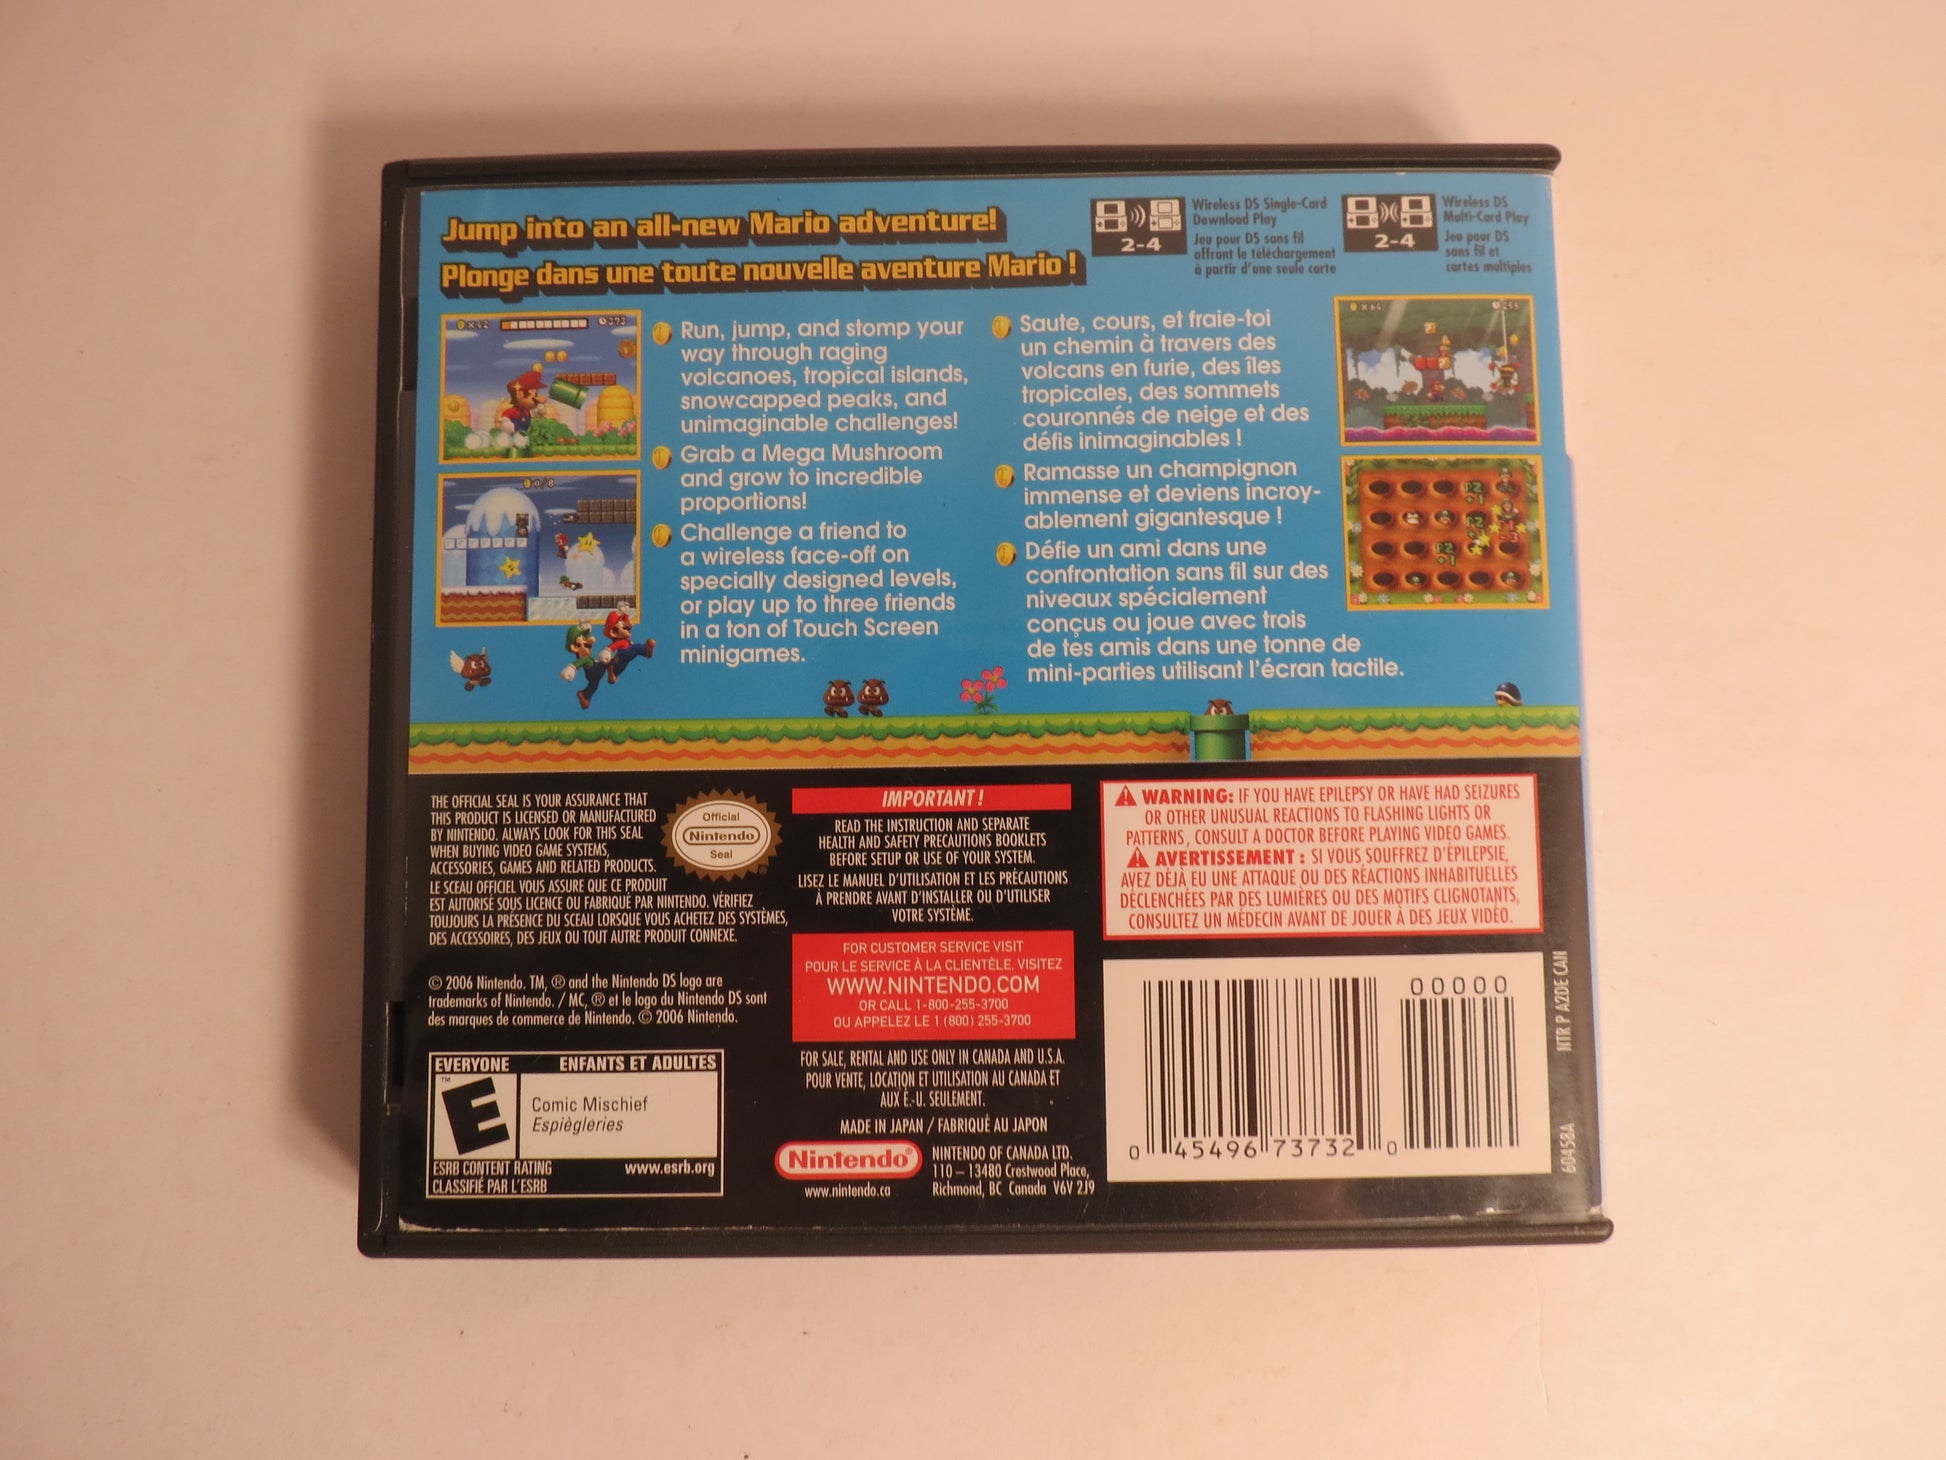 Jump into an all-new Mario adventure!
Plonge dans une toute nouvelle aventure Mario !
2-4
Wireless DS Single-Card
Download Play
Jeu pour DS sans fil
offrant le téléchargement
à partir d'une seule carte
2-4
Wireless DS
Multi-Card Play
Jeu pour DS
sans fil et
cartes multiples
Run, jump, and stomp your
way through raging
volcanoes, tropical islands,
snowcapped peaks, and
unimaginable challenges!
Grab a Mega Mushroom
and grow to incredible
proportions!
Challenge a friend to
a wireless face-off on
specially designed levels,
or play up to three friends
in a ton of Touch Screen
minigames.
Saute, cours, et fraie-toi
un chemin à travers des
volcans en furie, des îles
tropicales, des sommets
couronnés de neige et des
défis inimaginables !
Ramasse un champignon
immense et deviens incroy-
ablement gigantesque !
Défie un ami dans une
confrontation sans fil sur des
niveaux spécialement
conçus ou joue avec trois
de tes amis dans une tonne de
mini-parties utilisant l'écran tactile.
x42
373
0/8
x64
255
THE OFFICIAL SEAL IS YOUR ASSURANCE THAT
THIS PRODUCT IS LICENSED OR MANUFACTURED
BY NINTENDO. ALWAYS LOOK FOR THIS SEAL
WHEN BUYING VIDEO GAME SYSTEMS,
ACCESSORIES, GAMES AND RELATED PRODUCTS.
LE SCEAU OFFICIEL VOUS ASSURE QUE CE PRODUIT
EST AUTORISÉ SOUS LICENCE OU FABRIQUÉ PAR NINTENDO. VÉRIFIEZ
TOUJOURS LA PRÉSENCE DU SCEAU LORSQUE VOUS ACHETEZ DES SYSTÈMES,
DES ACCESSOIRES, DES JEUX OU TOUT AUTRE PRODUIT CONNEXE.
Official
Nintendo
Seal
®
© 2006 Nintendo. TM, ® and the Nintendo DS logo are
trademarks of Nintendo. / MC, ® et le logo du Nintendo DS sont
des marques de commerce de Nintendo. © 2006 Nintendo.
EVERYONE ENFANTS ET ADULTES
™
E
Comic Mischief
Espiègleries
ESRB CONTENT RATING www.esrb.org
CLASSIFIÉ PAR L'ESRB
IMPORTANT !
READ THE INSTRUCTION AND SEPARATE
HEALTH AND SAFETY PRECAUTIONS BOOKLETS
BEFORE SETUP OR USE OF YOUR SYSTEM.
LISEZ LE MANUEL D'UTILISATION ET LES PRÉCAUTIONS
À PRENDRE AVANT D'INSTALLER OU D'UTILISER
VOTRE SYSTÈME.
FOR CUSTOMER SERVICE VISIT
POUR LE SERVICE À LA CLIENTÈLE, VISITEZ
WWW.NINTENDO.COM
OR CALL 1-800-255-3700
OU APPELEZ LE 1 (800) 255-3700
FOR SALE, RENTAL AND USE ONLY IN CANADA AND U.S.A.
POUR VENTE, LOCATION ET UTILISATION AU CANADA ET
AUX É.-U. SEULEMENT.
MADE IN JAPAN / FABRIQUÉ AU JAPON
Nintendo®
www.nintendo.ca
NINTENDO OF CANADA LTD.
110 – 13480 Crestwood Place,
Richmond, BC Canada V6V 2J9
WARNING: IF YOU HAVE EPILEPSY OR HAVE HAD SEIZURES
OR OTHER UNUSUAL REACTIONS TO FLASHING LIGHTS OR
PATTERNS, CONSULT A DOCTOR BEFORE PLAYING VIDEO GAMES.
AVERTISSEMENT : SI VOUS SOUFFREZ D'ÉPILEPSIE,
AVEZ DÉJÀ EU UNE ATTAQUE OU DES RÉACTIONS INHABITUELLES
DÉCLENCHÉES PAR DES LUMIÈRES OU DES MOTIFS CLIGNOTANTS,
CONSULTEZ UN MÉDECIN AVANT DE JOUER À DES JEUX VIDÉO.
00000
0 45496 73732 0
NTR P A2DE CAN
60458A